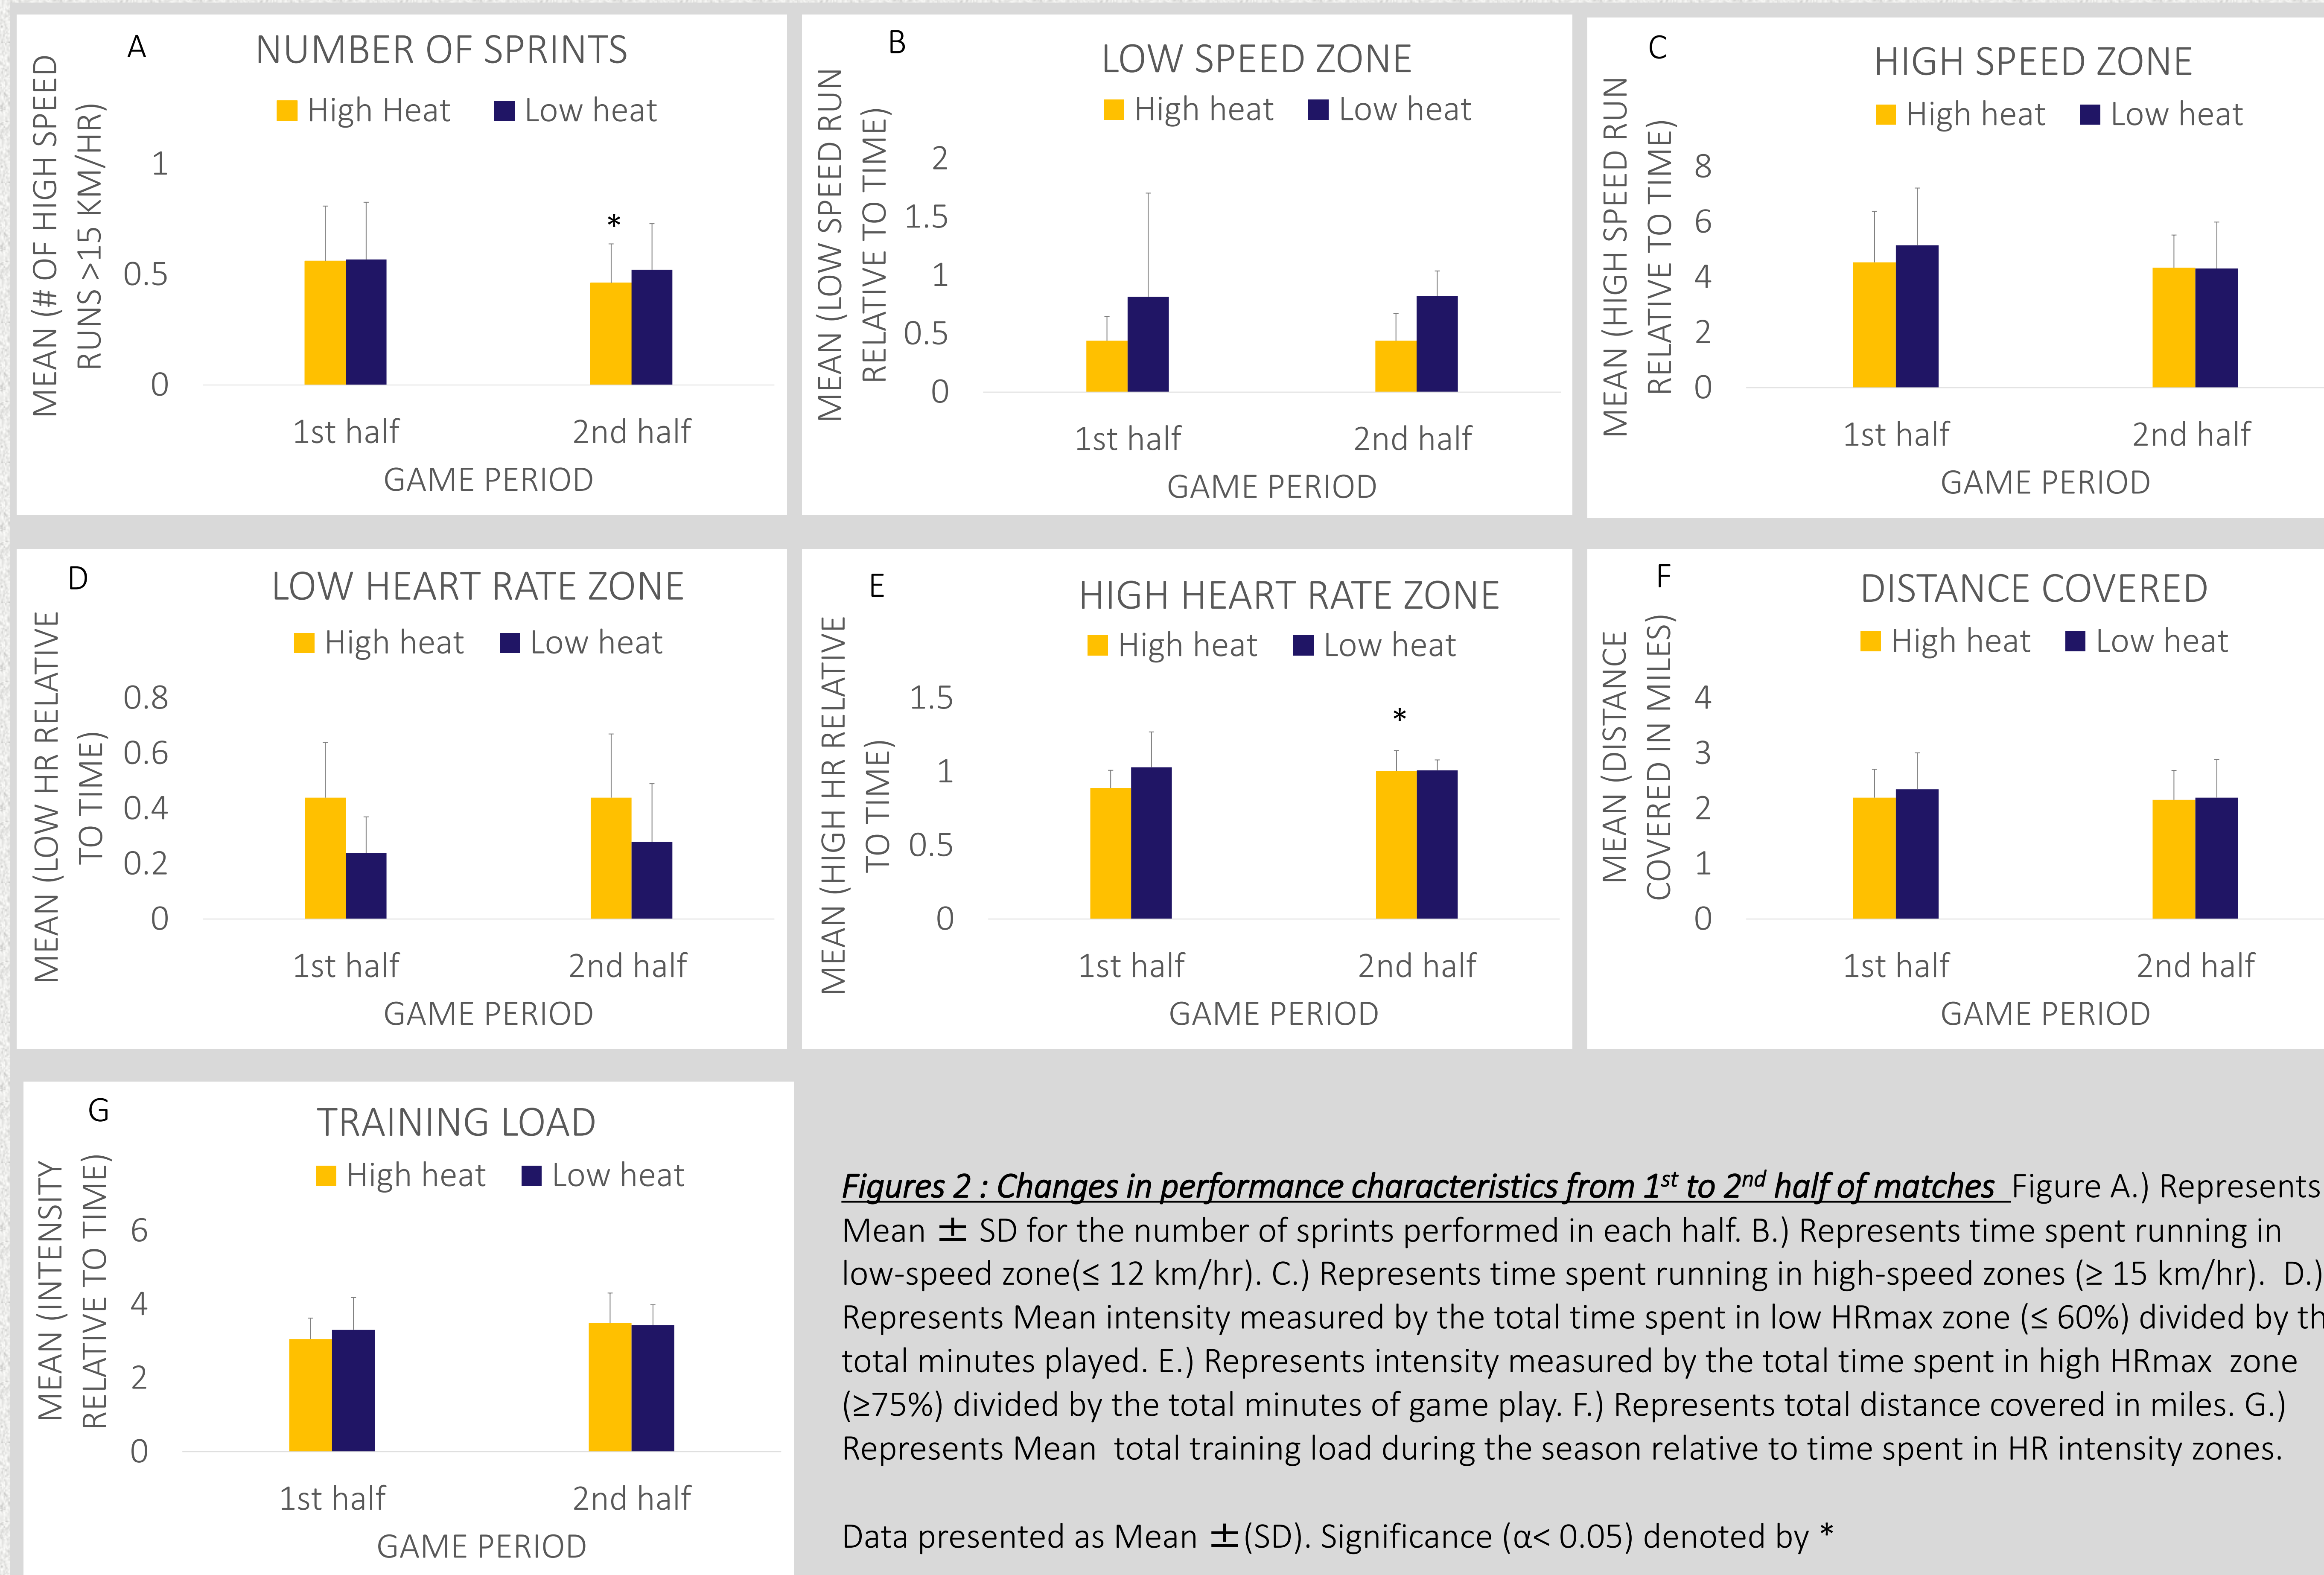 A
NUMBER OF SPRINTS
High Heat Low heat
MEAN (# OF HIGH SPEED
RUNS >15 KM/HR)
1
0.5
0
*
1st half 2nd half
GAME PERIOD
B
LOW SPEED ZONE
High heat Low heat
MEAN (LOW SPEED RUN
RELATIVE TO TIME)
2
1.5
1
0.5
0
1st half 2nd half
GAME PERIOD
C
HIGH SPEED ZONE
High heat Low heat
MEAN (HIGH SPEED RUN
RELATIVE TO TIME)
8
6
4
2
0
1st half 2nd half
GAME PERIOD
D
LOW HEART RATE ZONE
High heat Low heat
MEAN (LOW HR RELATIVE
TO TIME)
0.8
0.6
0.4
0.2
0
1st half 2nd half
GAME PERIOD
E
HIGH HEART RATE ZONE
High heat Low heat
MEAN (HIGH HR RELATIVE
TO TIME)
1.5
1
0.5
0
*
1st half 2nd half
GAME PERIOD
F
DISTANCE COVERED
High heat Low heat
MEAN (DISTANCE
COVERED IN MILES)
4
3
2
1
0
1st half 2nd half
GAME PERIOD
G
TRAINING LOAD
High heat Low heat
MEAN (INTENSITY
RELATIVE TO TIME)
6
4
2
0
1st half 2nd half
GAME PERIOD
Figures 2 : Changes in performance characteristics from 1st to 2nd half of matches Figure A.) Represents
Mean ± SD for the number of sprints performed in each half. B.) Represents time spent running in
low-speed zone(≤ 12 km/hr). C.) Represents time spent running in high-speed zones (≥ 15 km/hr). D.)
Represents Mean intensity measured by the total time spent in low HRmax zone (≤ 60%) divided by th
total minutes played. E.) Represents intensity measured by the total time spent in high HRmax zone
(≥75%) divided by the total minutes of game play. F.) Represents total distance covered in miles. G.)
Represents Mean total training load during the season relative to time spent in HR intensity zones.
Data presented as Mean ±(SD). Significance (α< 0.05) denoted by *